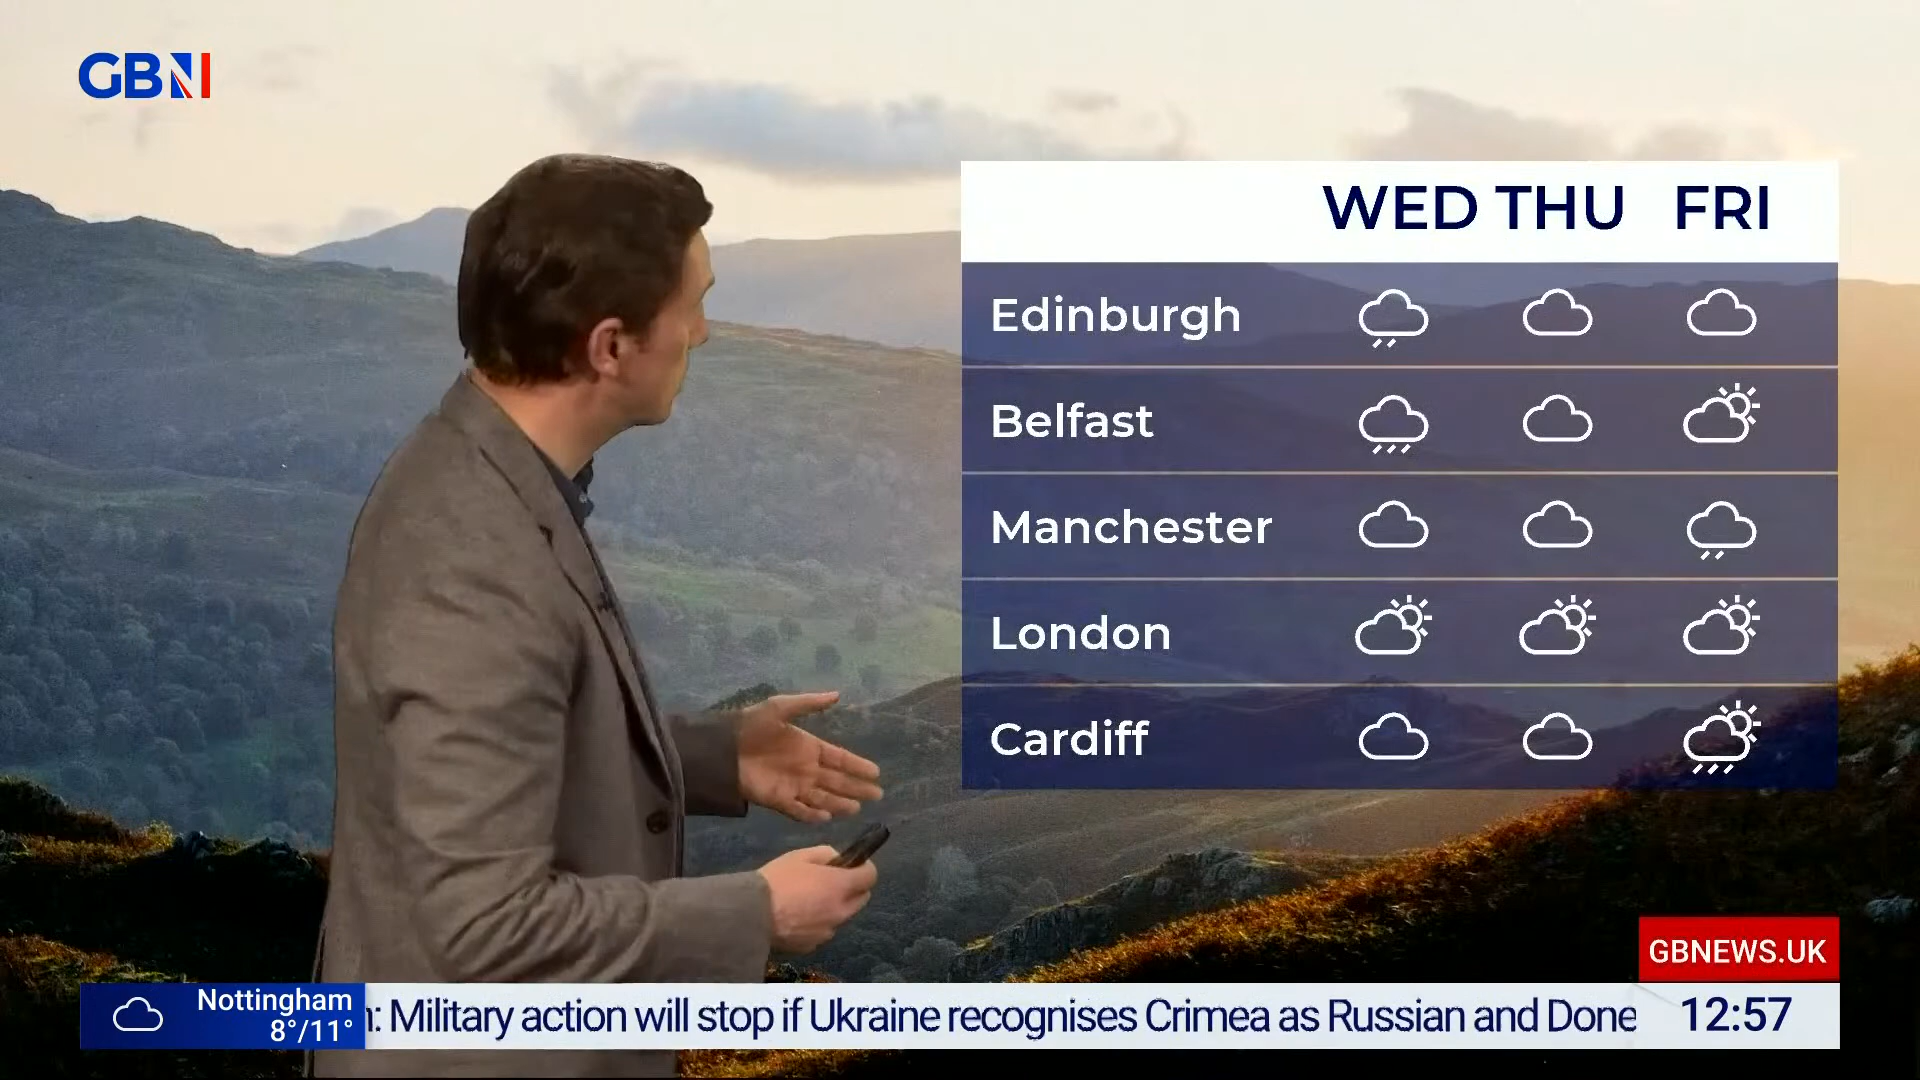 GBN
WED THU FRI
Edinburgh
Belfast
Manchester
London
Cardiff
GBNEWS.UK
Nottingham
8°/11°
: Military action will stop if Ukraine recognises Crimea as Russian and Done
12:57